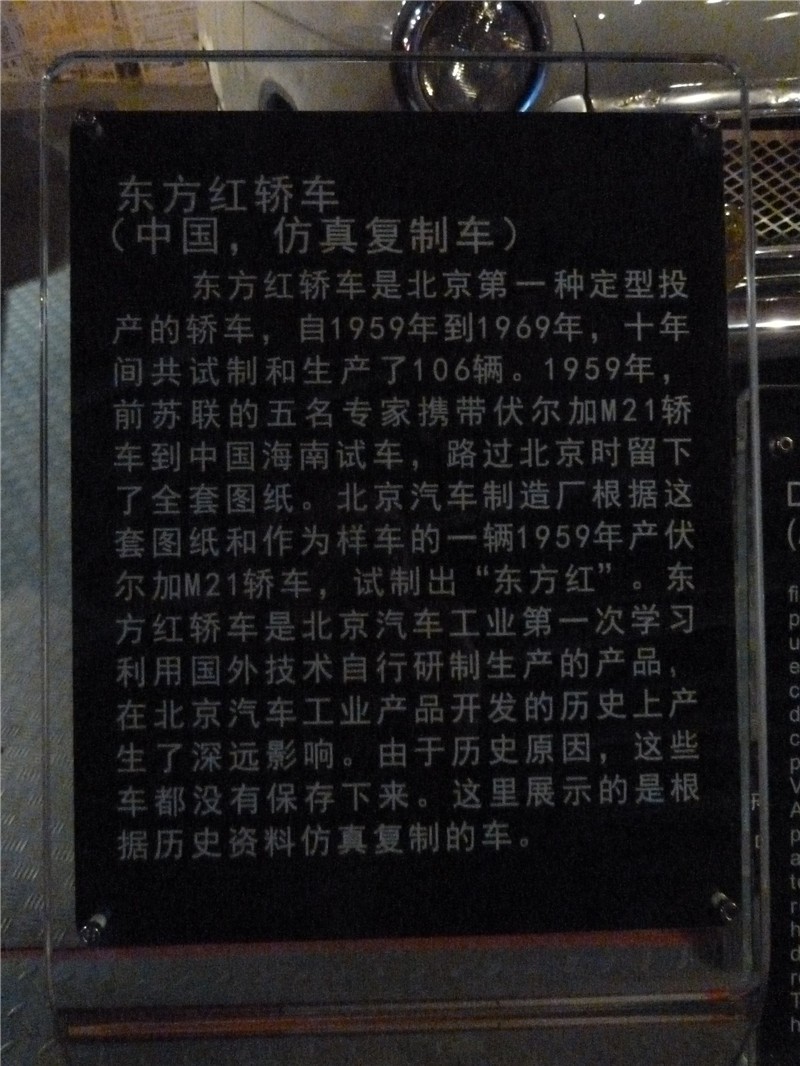 东方红轿车
（中国，仿真复制车）
东方红轿车是北京第一种定型投
产的轿车，自1959年到1969年，十年
间共试制和生产了106辆。1959年，
前苏联的五名专家携带伏尔加M21轿
车到中国海南试车，路过北京时留下
了全套图纸。北京汽车制造厂根据这
套图纸和作为样车的一辆1959年产伏
尔加M21轿车，试制出“东方红”。东
方红轿车是北京汽车工业第一次学习
利用国外技术自行研制生产的产品，
在北京汽车工业产品开发的历史上产
生了深远影响。由于历史原因，这些
车都没有保存下来。这里展示的是根
据历史资料仿真复制的车。